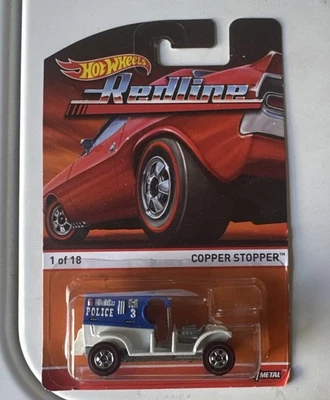 HOT WHEELS
Redline
1 of 18
COPPER STOPPER™
POLICE
3
METAL